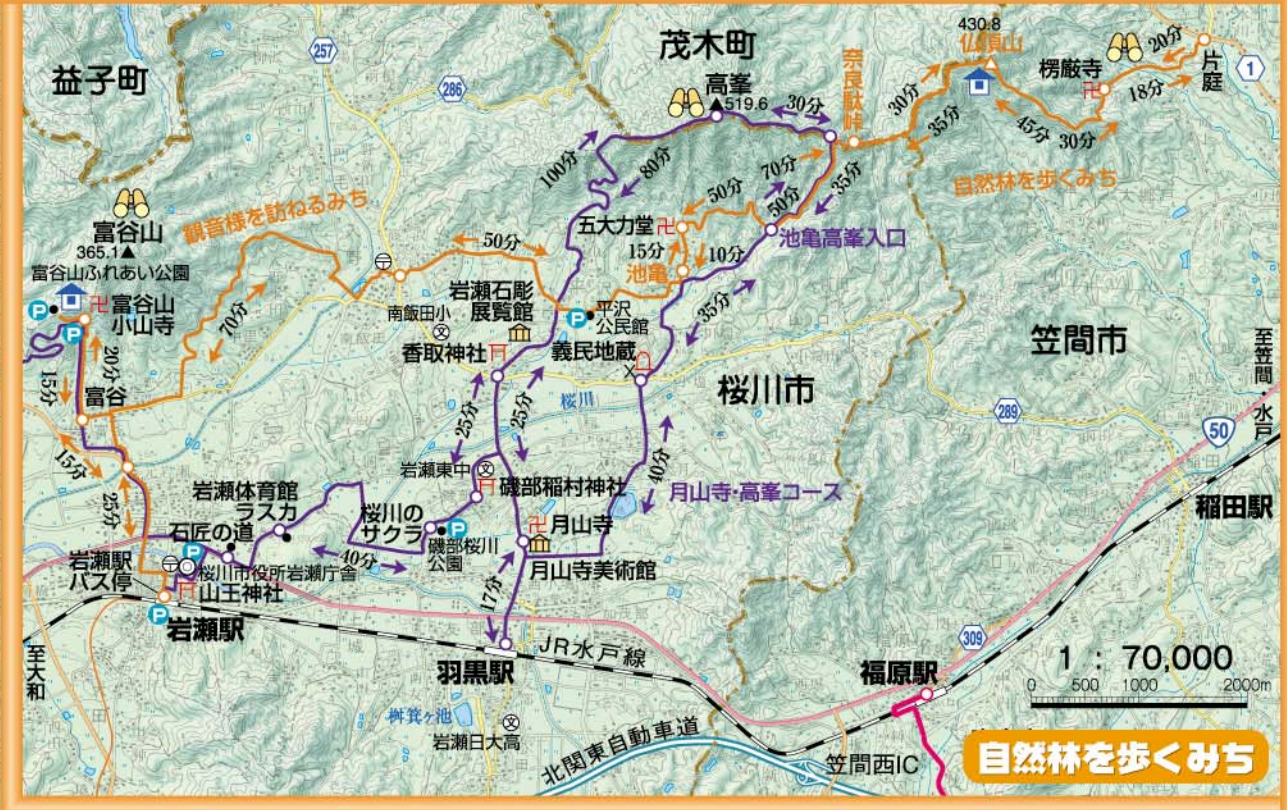 益子町
257
286
茂木町
高峯
519.6
30分
奈良駄峠
430.8
仏頂山
30分
35分
楞厳寺
45分
30分
20分
18分
片庭
1
自然林を歩くみち
100分
80分
70分
50分
35分
50分
五大力堂
15分
10分
池亀
池亀高峯入口
35分
観音様を訪ねるみち
富谷山
365.1
富谷山ふれあい公園
P
P
富谷山
小山寺
70分
50分
20分
15分
富谷
15分
25分
岩瀬石彫
展覧館
南飯田小
文
香取神社
P
平沢
公民館
義民地蔵
桜川
桜川市
笠間市
289
至笠間・水戸
50
稲田駅
25分
25分
岩瀬東中
文
磯部稲村神社
40分
月山寺・高峯コース
岩瀬体育館
ラスカ
石匠の道
P
桜川の
サクラ
P
磯部桜川
公園
40分
月山寺
月山寺美術館
17分
岩瀬駅
バス停
桜川市役所岩瀬庁舎
山王神社
P
岩瀬駅
至大和
羽黒駅
JR水戸線
桝箕ヶ池
文
岩瀬日大高
北関東自動車道
笠間西IC
福原駅
309
1 : 70,000
0 500 1000 2000m
自然林を歩くみち